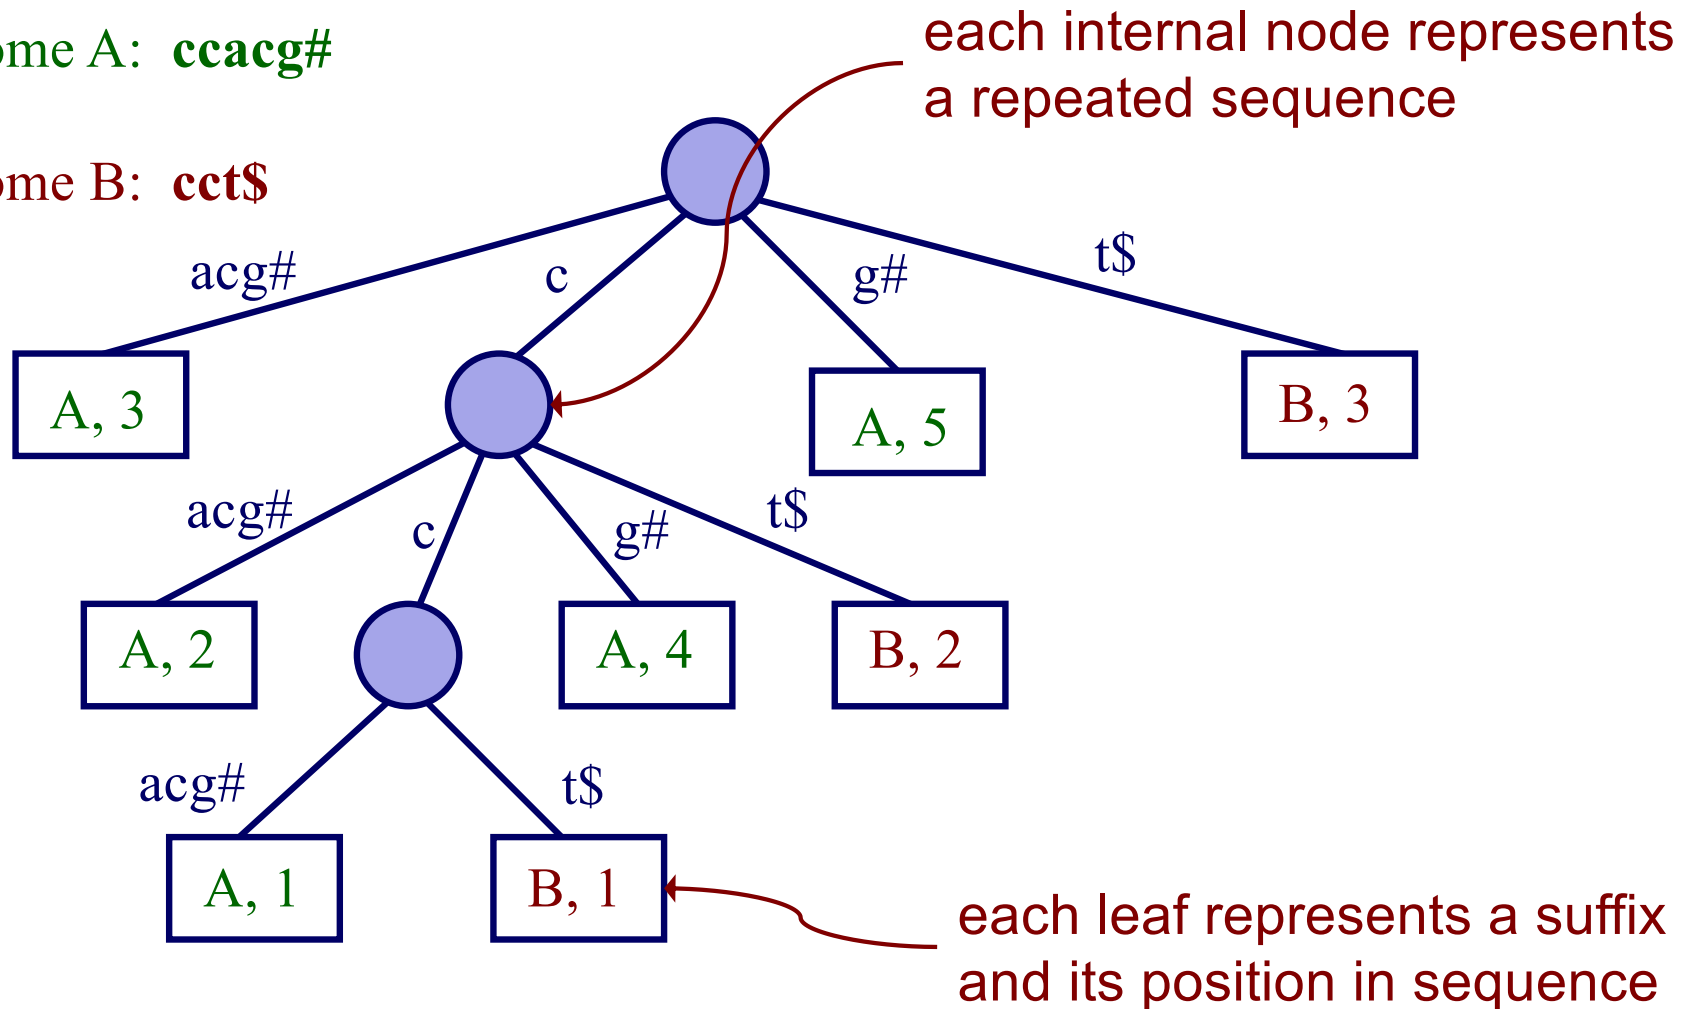 ome A: ccacg#
each internal node represents
a repeated sequence
ome B: cct$
acg#
c
g#
t$
A, 3
A, 5
B, 3
acg#
c
g#
t$
A, 2
A, 4
B, 2
acg#
t$
A, 1
B, 1
each leaf represents a suffix
and its position in sequence